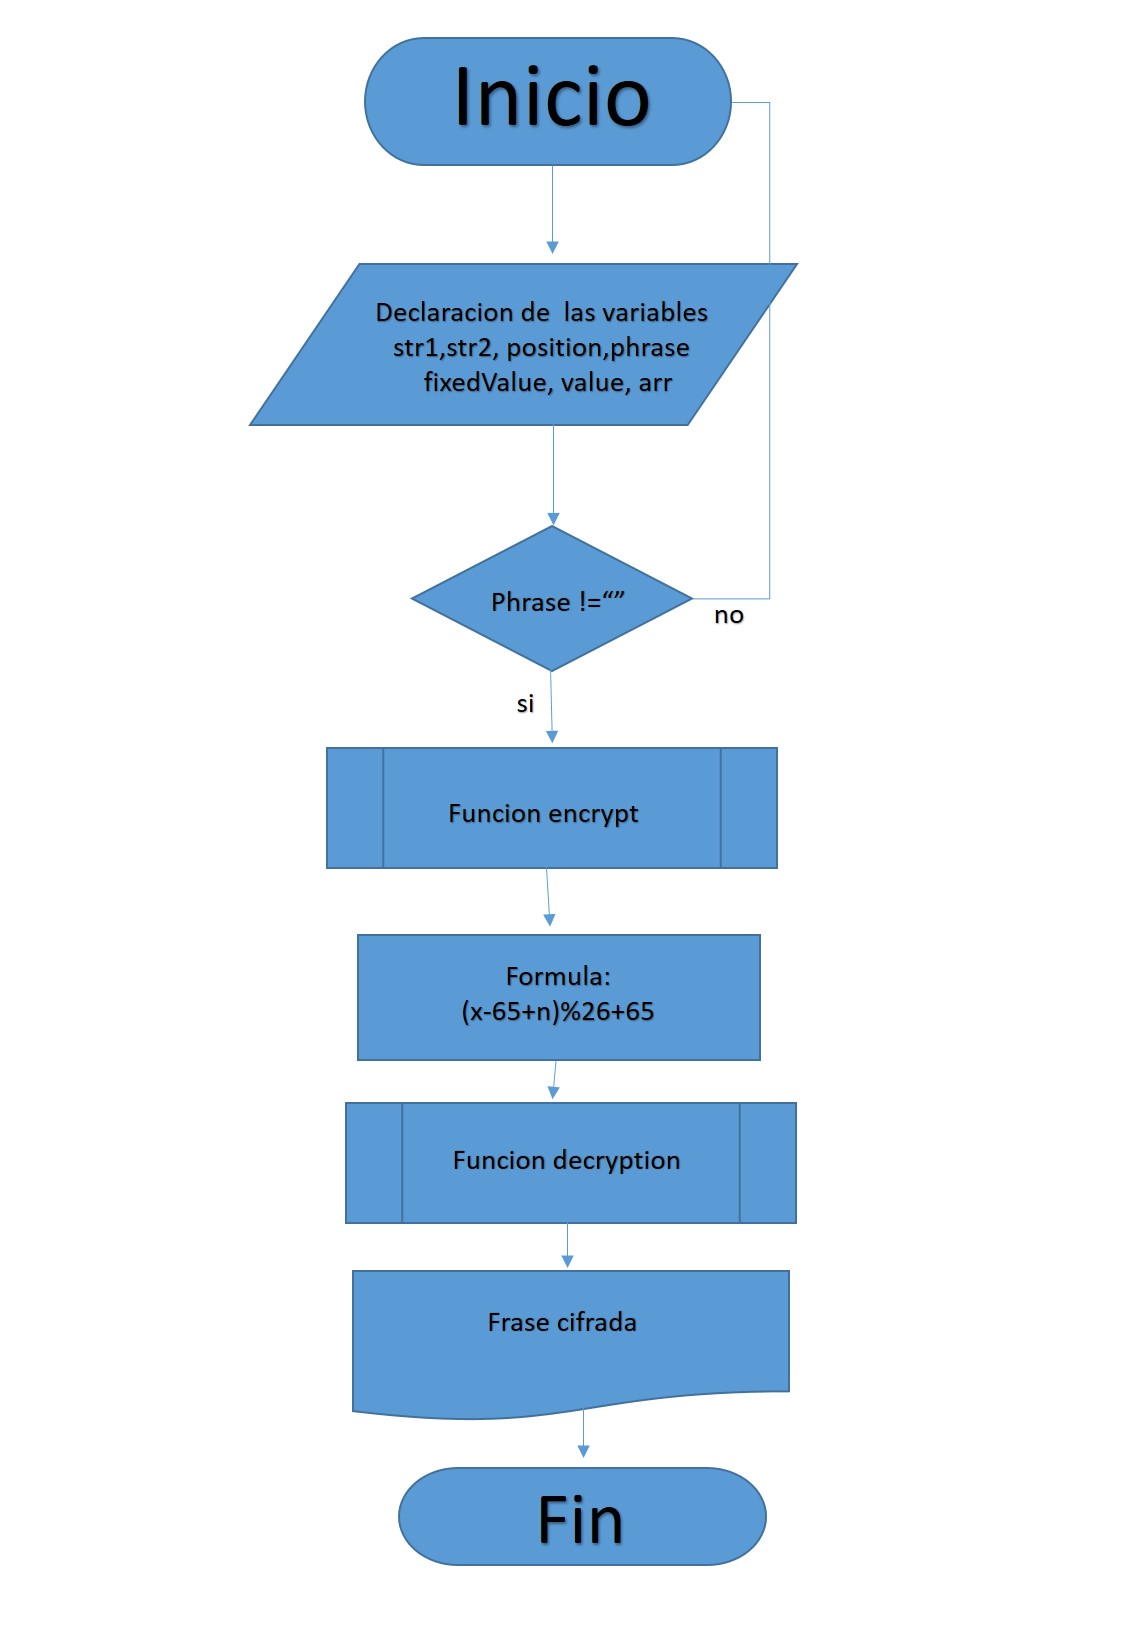 Inicio
Declaracion de  las variables
str1,str2, position,phrase
fixedValue, value, arr
Phrase !=“”
no
si
Funcion encrypt
Formula:
(x-65+n)%26+65
Funcion decryption
Frase cifrada
Fin